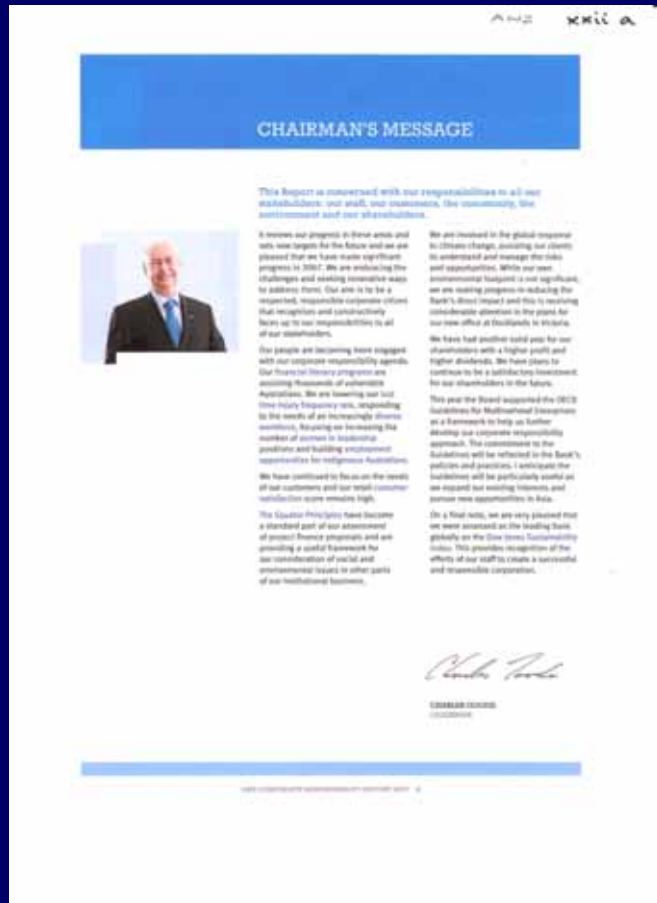 ANZ xxii a
CHAIRMAN'S MESSAGE
This Report is concerned with our responsibilities to all our
stakeholders: our staff, our customers, the community, the
environment and our shareholders.
It reviews our progress in these areas and
sets new targets for the future and we are
pleased that we have made significant
progress in 2007. We are embracing the
challenges and seeking innovative ways
to address them. Our aim is to be a
respected, responsible corporate citizen
that recognises and constructively
faces up to our responsibilities to all
of our stakeholders.
Our people are becoming more engaged
with our corporate responsibility agenda.
Our financial literacy programs are
assisting thousands of vulnerable
Australians. We are lowering our lost
time injury frequency rate, responding
to the needs of an increasingly diverse
workforce, focusing on increasing the
number of women in leadership
positions and building employment
opportunities for Indigenous Australians.
We have continued to focus on the needs
of our customers and our retail customer
satisfaction score remains high.
The Equator Principles have become
a standard part of our assessment
of project finance proposals and are
providing a useful framework for
our consideration of social and
environmental issues in other parts
of our Institutional business.
We are involved in the global response
to climate change, assisting our clients
to understand and manage the risks
and opportunities. While our own
environmental footprint is not significant,
we are making progress in reducing the
Bank's direct impact and this is receiving
considerable attention in the plans for
our new office at Docklands in Victoria.
We have had another solid year for our
shareholders with a higher profit and
higher dividends. We have plans to
continue to be a satisfactory investment
for our shareholders in the future.
This year the Board supported the OECD
Guidelines for Multinational Enterprises
as a framework to help us further
develop our corporate responsibility
approach. The commitment to the
Guidelines will be reflected in the Bank's
policies and practices. I anticipate the
Guidelines will be particularly useful as
we expand our existing interests and
pursue new opportunities in Asia.
On a final note, we are very pleased that
we were assessed as the leading bank
globally on the Dow Jones Sustainability
Index. This provides recognition of the
efforts of our staff to create a successful
and responsible corporation.
CHARLES GOODE
CHAIRMAN